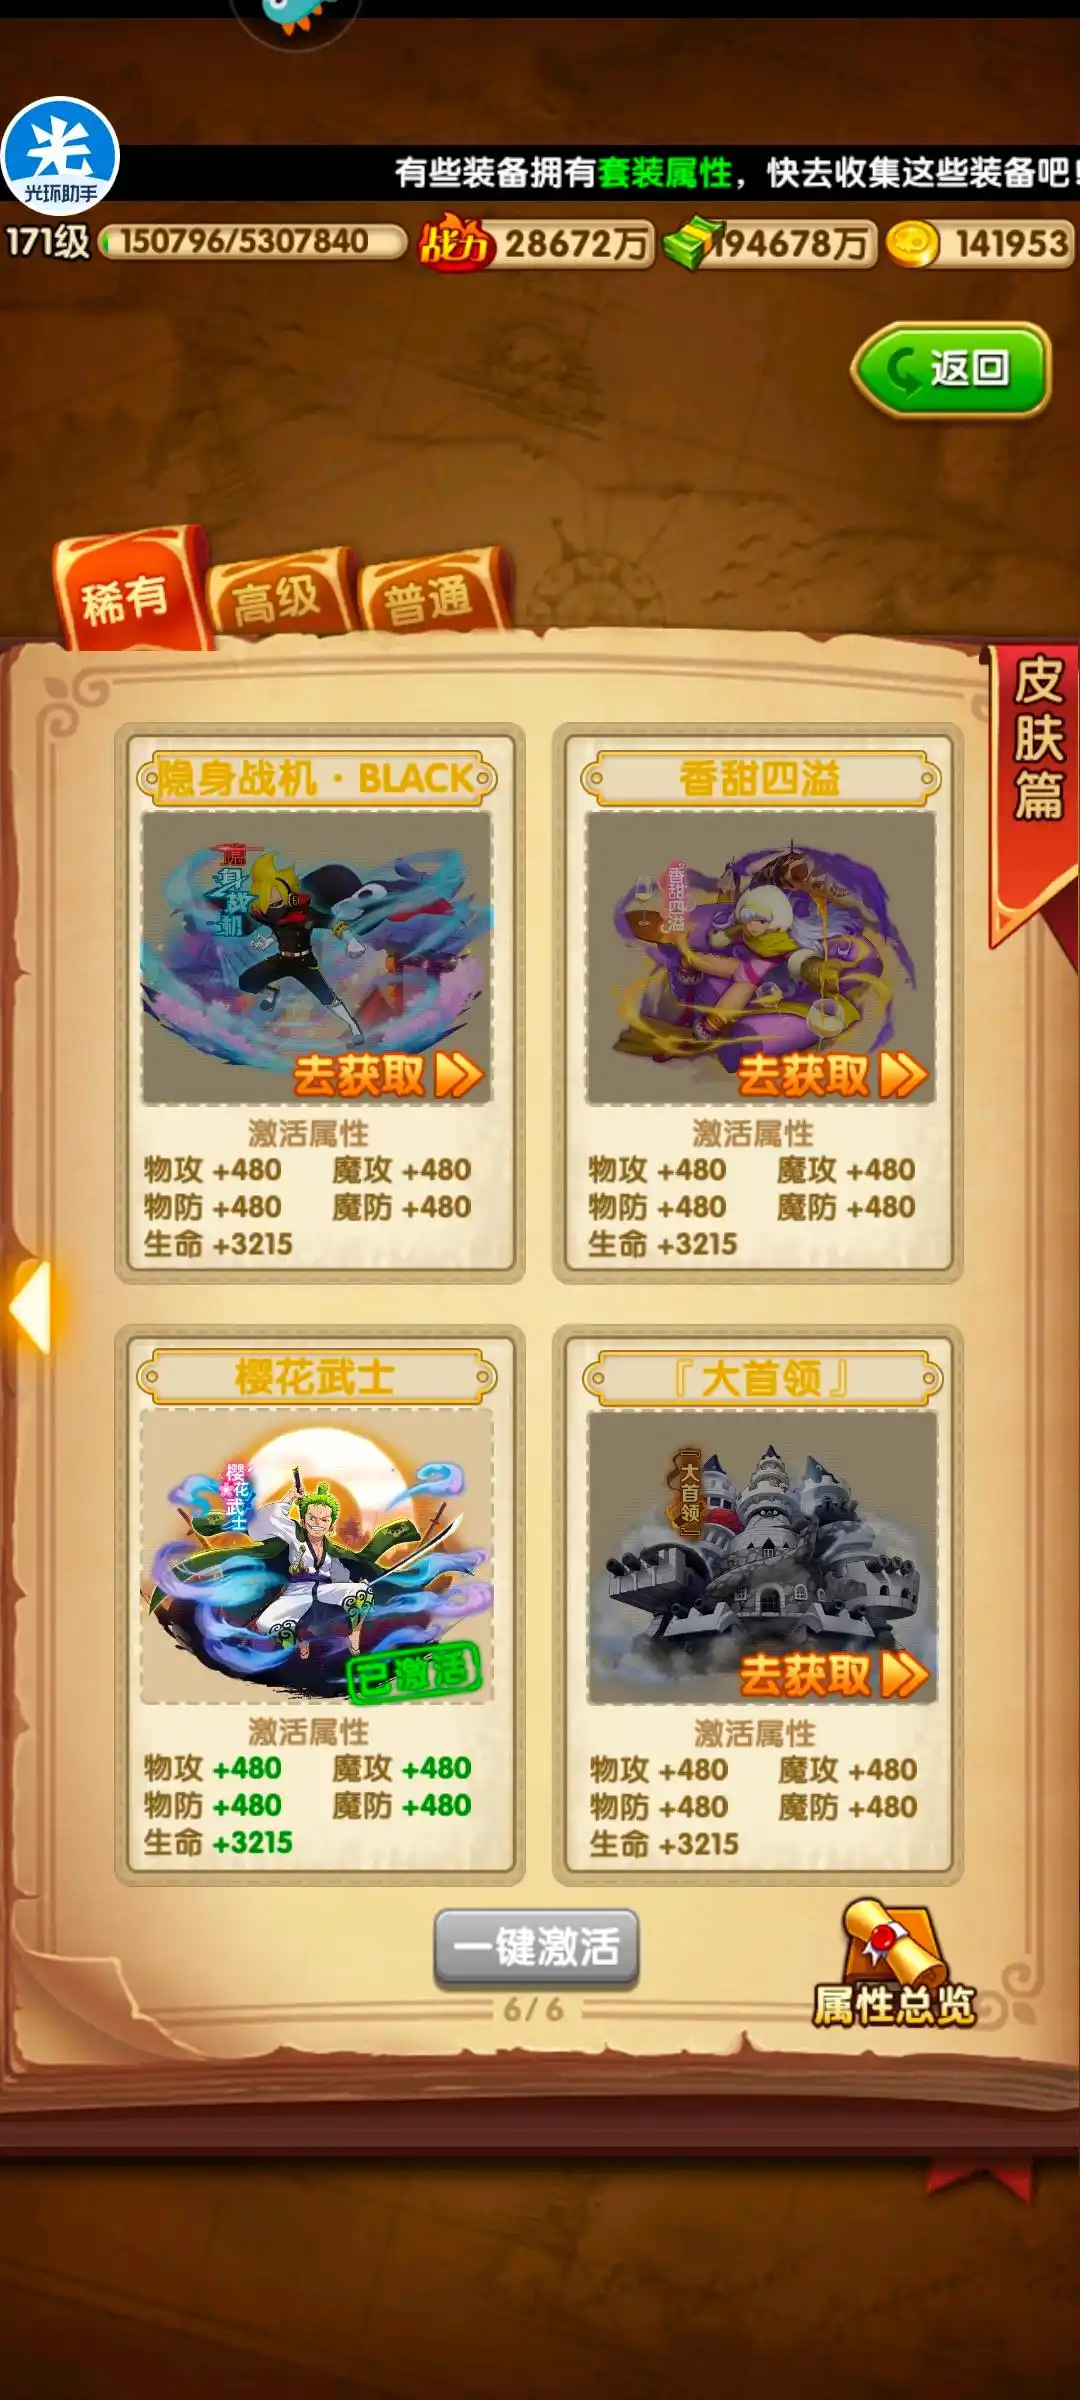 光
光环助手
有些装备拥有套装属性，快去收集这些装备吧！
171级 150796/5307840 战力 28672万 194678万 141953
返回
稀有 高级 普通
皮肤篇
隐身战机·BLACK
隐身战机
去获取
激活属性
物攻 +480 魔攻 +480
物防 +480 魔防 +480
生命 +3215
香甜四溢
香甜四溢
去获取
激活属性
物攻 +480 魔攻 +480
物防 +480 魔防 +480
生命 +3215
樱花武士
樱花武士
已激活
激活属性
物攻 +480 魔攻 +480
物防 +480 魔防 +480
生命 +3215
『大首领』
『大首领』
去获取
激活属性
物攻 +480 魔攻 +480
物防 +480 魔防 +480
生命 +3215
一键激活
6/6
属性总览